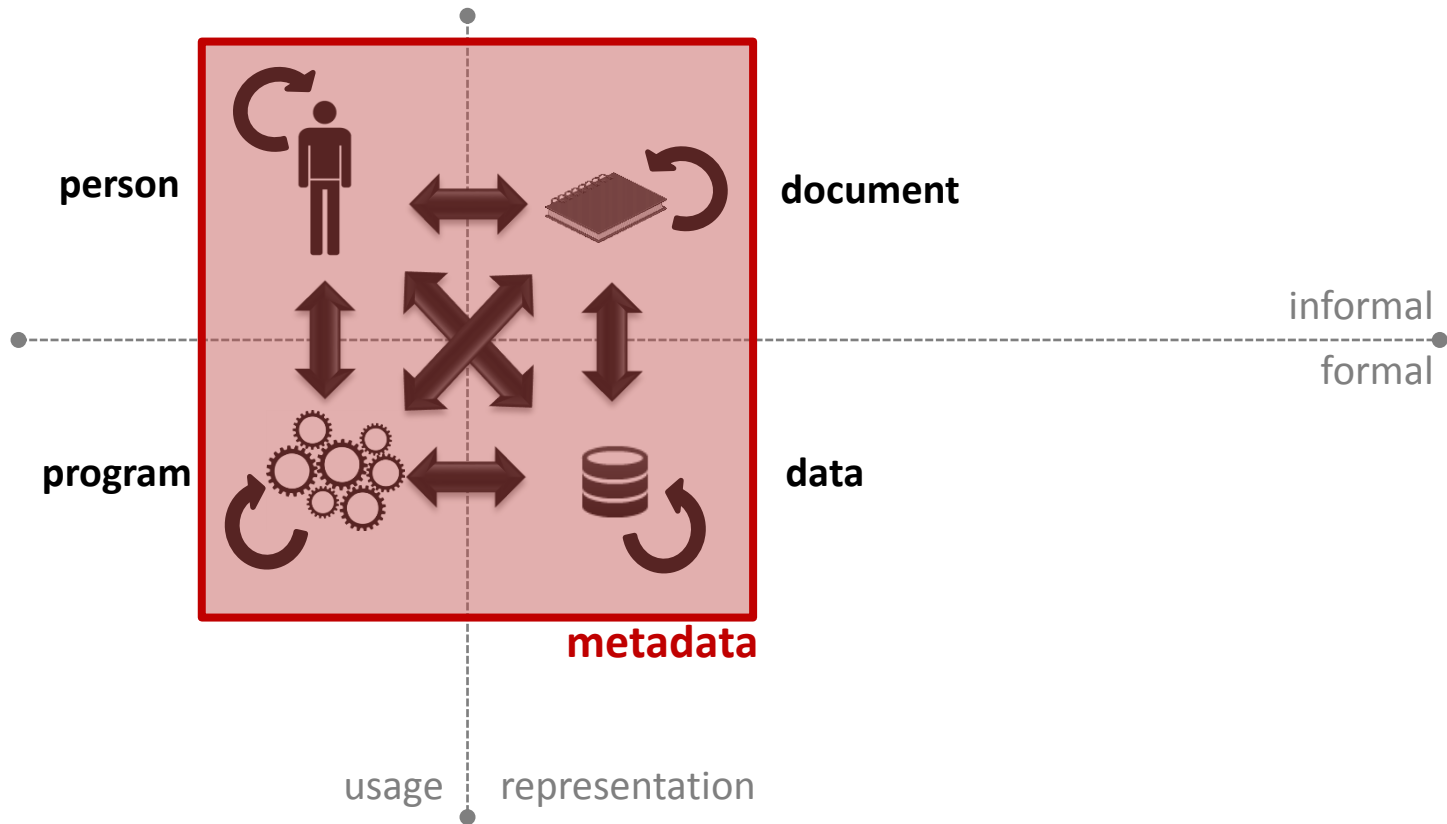 person
document
informal
formal
program
data
metadata
usage
representation